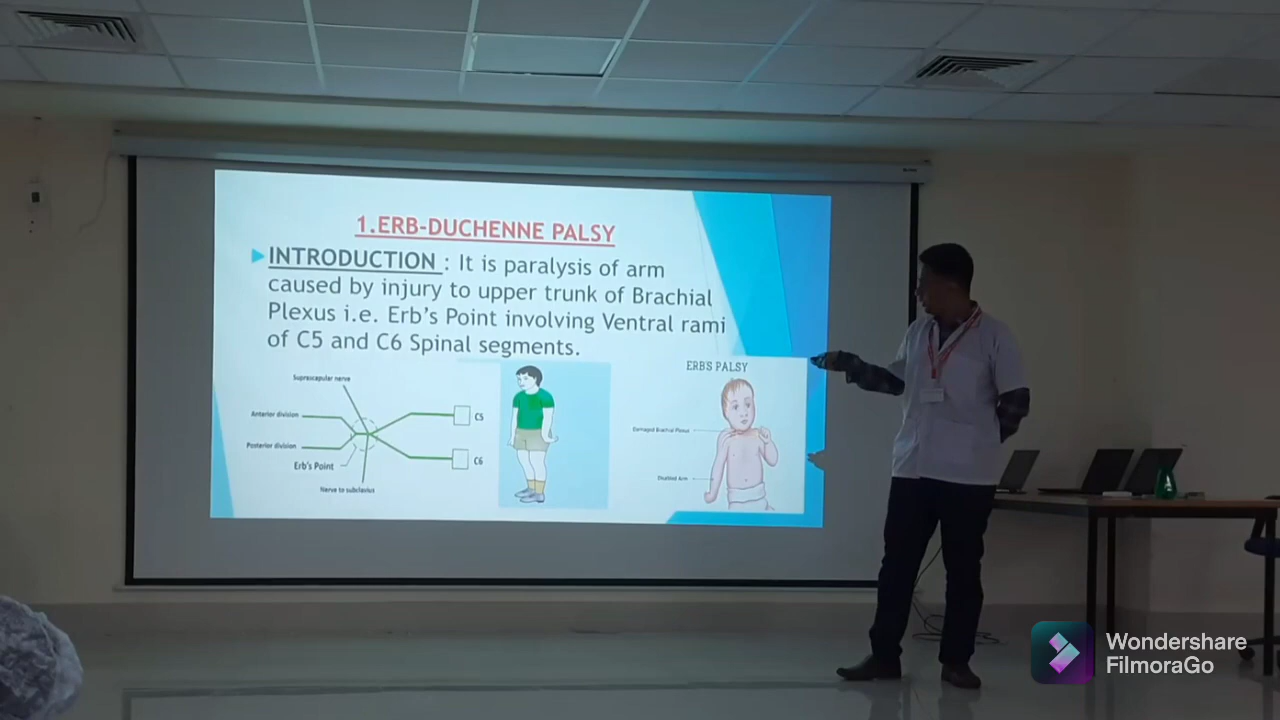 1.ERB-DUCHENNE PALSY
INTRODUCTION : It is paralysis of arm
caused by injury to upper trunk of Brachial
Plexus i.e. Erb's Point involving Ventral rami
of C5 and C6 Spinal segments.
Suprascapular nerve
Anterior division
Posterior division
Erb's Point
Nerve to subclavius
C5
C6
ERB'S PALSY
Damaged Brachial Plexus
Arm
Wondershare
FilmoraGo